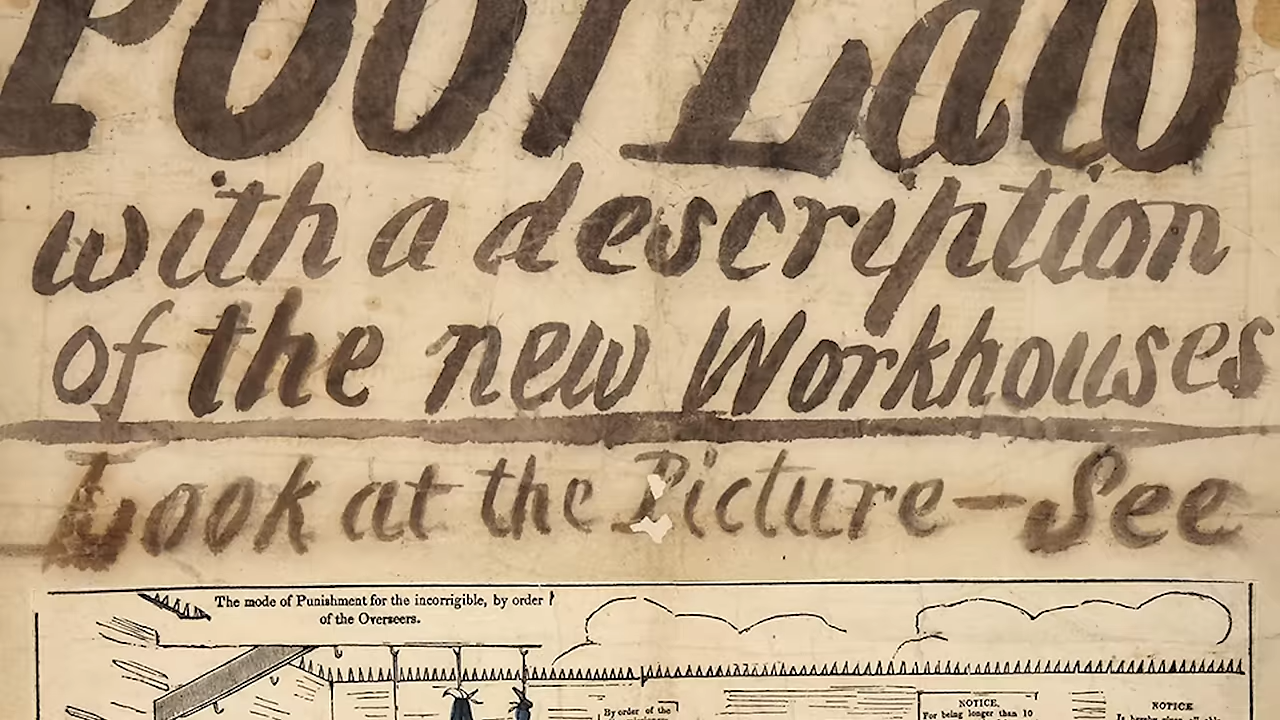 Poor Law
with a description
of the new Workhouses
Look at the Picture—See
The mode of Punishment for the incorrigible, by order
of the Overseers.
By order of the
NOTICE.
For being longer than 10
NOTICE